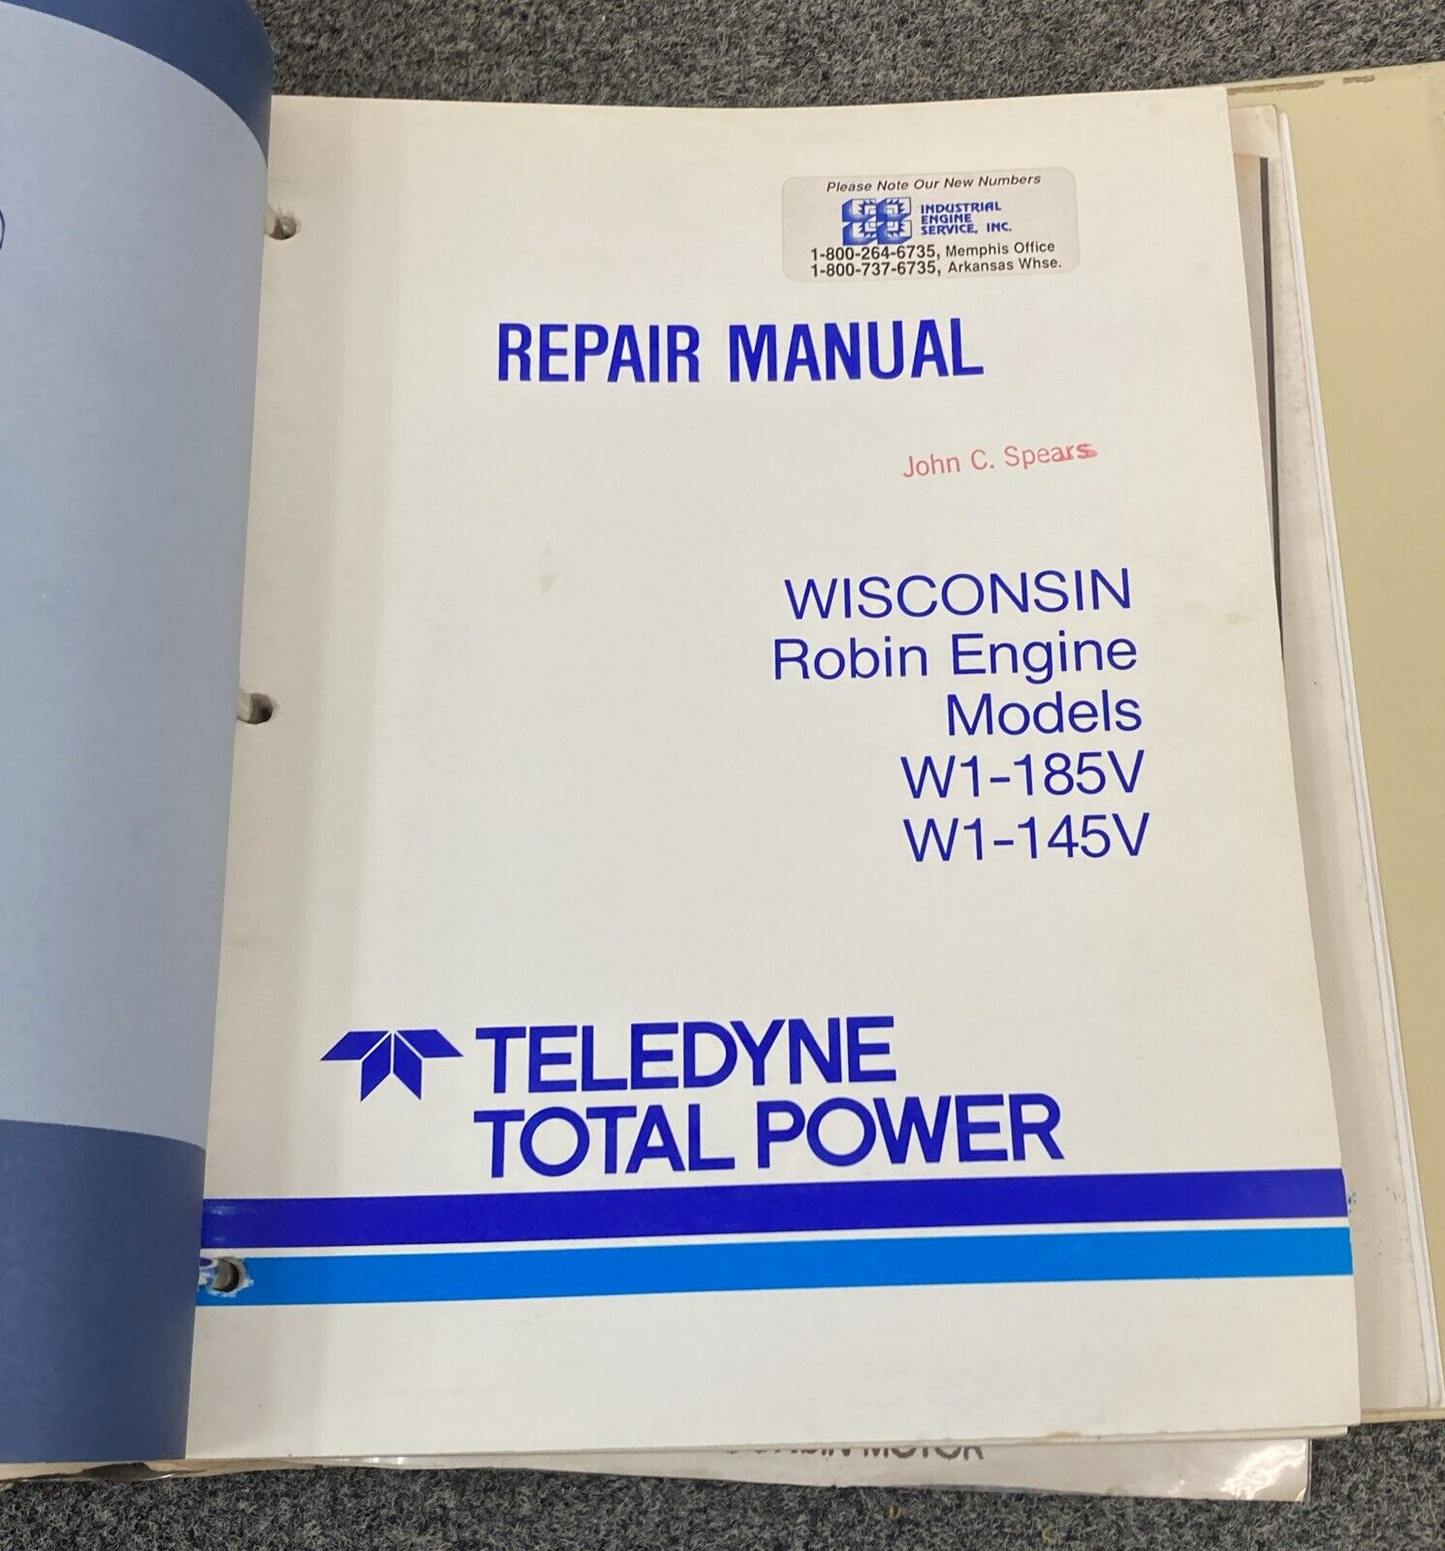 Please Note Our New Numbers
INDUSTRIAL
ENGINE
SERVICE, INC.
1-800-264-6735, Memphis Office
1-800-737-6735, Arkansas Whse.
REPAIR MANUAL
John C. Spears
WISCONSIN
Robin Engine
Models
W1-185V
W1-145V
TELEDYNE
TOTAL POWER
MOTOR